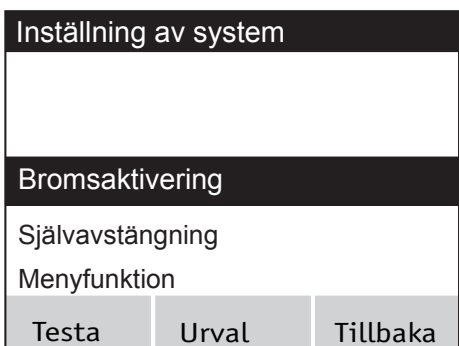 Inställning av system
Bromsaktivering
Självavstängning
Menyfunktion
Testa Urval Tillbaka